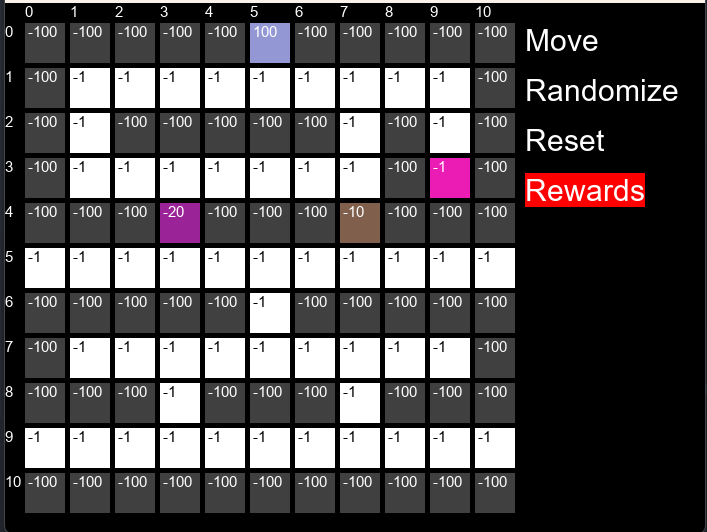 0 1 2 3 4 5 6 7 8 9 10
0 -100 -100 -100 -100 -100 100 -100 -100 -100 -100 -100 Move
1 -100 -1 -1 -1 -1 -1 -1 -1 -1 -1 -100 Randomize
2 -100 -1 -100 -100 -100 -100 -100 -1 -100 -1 -100 Reset
3 -100 -1 -1 -1 -1 -1 -1 -1 -100 -1 -100 Rewards
4 -100 -100 -100 -20 -100 -100 -100 -10 -100 -100 -100
5 -1 -1 -1 -1 -1 -1 -1 -1 -1 -1 -1
6 -100 -100 -100 -100 -100 -1 -100 -100 -100 -100 -100
7 -100 -1 -1 -1 -1 -1 -1 -1 -1 -1 -100
8 -100 -100 -100 -1 -100 -100 -100 -1 -100 -100 -100
9 -1 -1 -1 -1 -1 -1 -1 -1 -1 -1 -1
10 -100 -100 -100 -100 -100 -100 -100 -100 -100 -100 -100